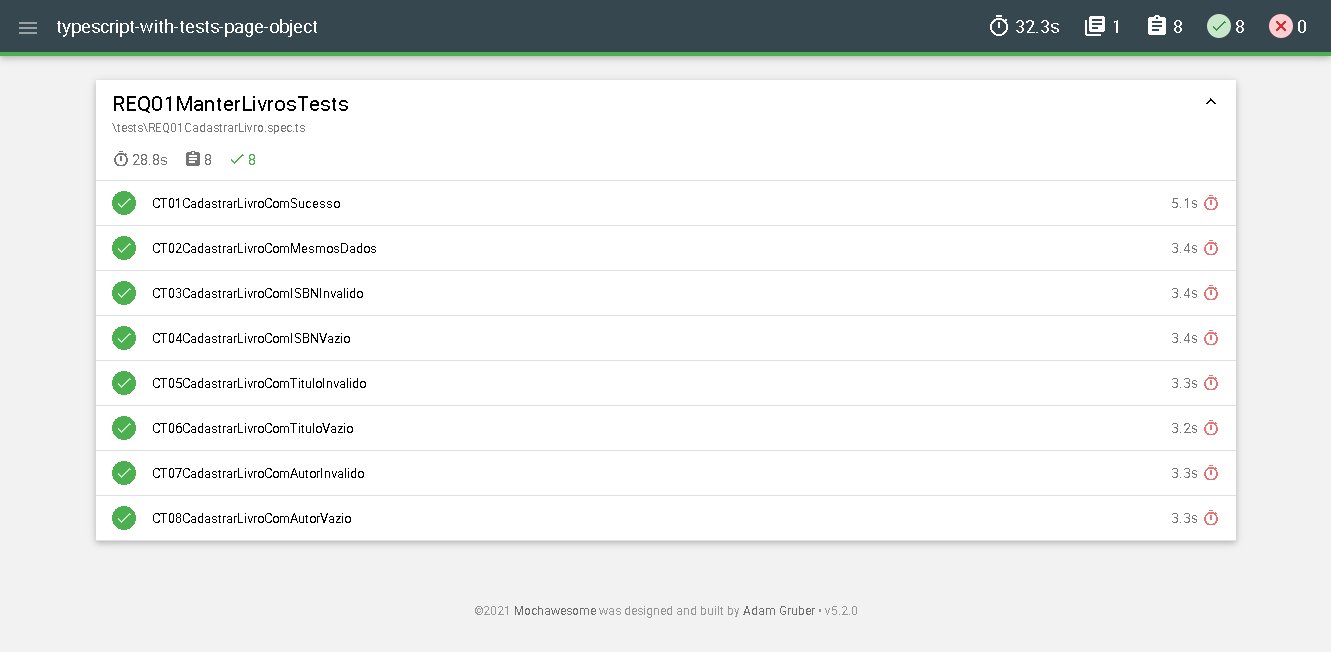 typescript-with-tests-page-object 32.3s 1 8 8 0
REQ01ManterLivrosTests
\tests\REQ01CadastrarLivro.spec.ts
28.8s 8 8
CT01CadastrarLivroComSucesso 5.1s
CT02CadastrarLivroComMesmosDados 3.4s
CT03CadastrarLivroComISBNInvalido 3.4s
CT04CadastrarLivroComISBNVazio 3.4s
CT05CadastrarLivroComTituloInvalido 3.3s
CT06CadastrarLivroComTituloVazio 3.2s
CT07CadastrarLivroComAutorInvalido 3.3s
CT08CadastrarLivroComAutorVazio 3.3s
©2021 Mochawesome was designed and built by Adam Gruber • v5.2.0